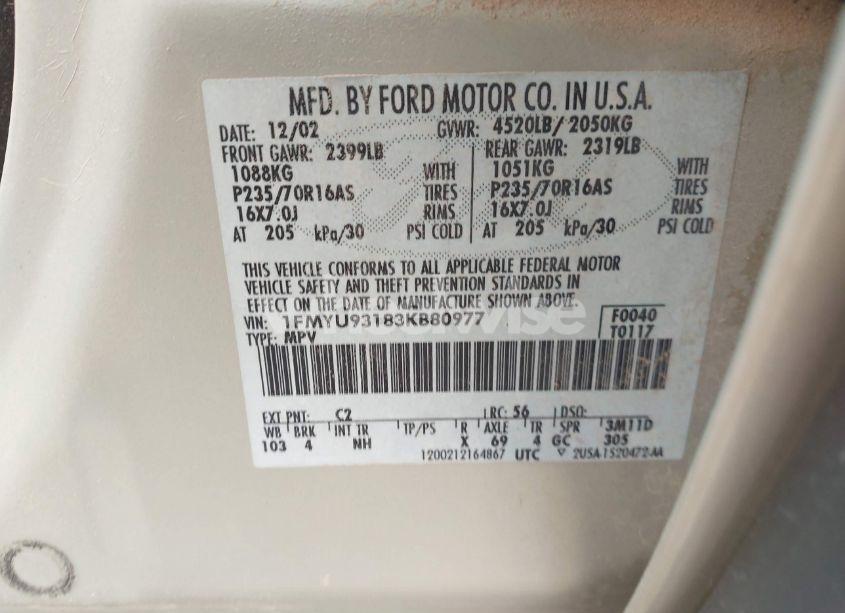 MFD. BY FORD MOTOR CO. IN U.S.A.
DATE: 12/02 GVWR: 4520LB/ 2050KG
FRONT GAWR: 2399LB REAR GAWR: 2319LB
1088KG WITH 1051KG WITH
P235/70R16AS TIRES P235/70R16AS TIRES
16X7.0J RIMS 16X7.0J RIMS
AT 205 kPa/30 PSI COLD AT 205 kPa/30 PSI COLD
THIS VEHICLE CONFORMS TO ALL APPLICABLE FEDERAL MOTOR
VEHICLE SAFETY AND THEFT PREVENTION STANDARDS IN
EFFECT ON THE DATE OF MANUFACTURE SHOWN ABOVE.
VIN: 1FMYU93183KB80977 F0040
TYPE: MPV T0117
EXT PNT: C2 RC: 56 DSO:
WB BRK INT TR TP/PS R AXLE TR SPR 3M11D
103 4 NH X 69 4 GC 305
1200212164867 UTC ▽ 2USA-1520472-AA